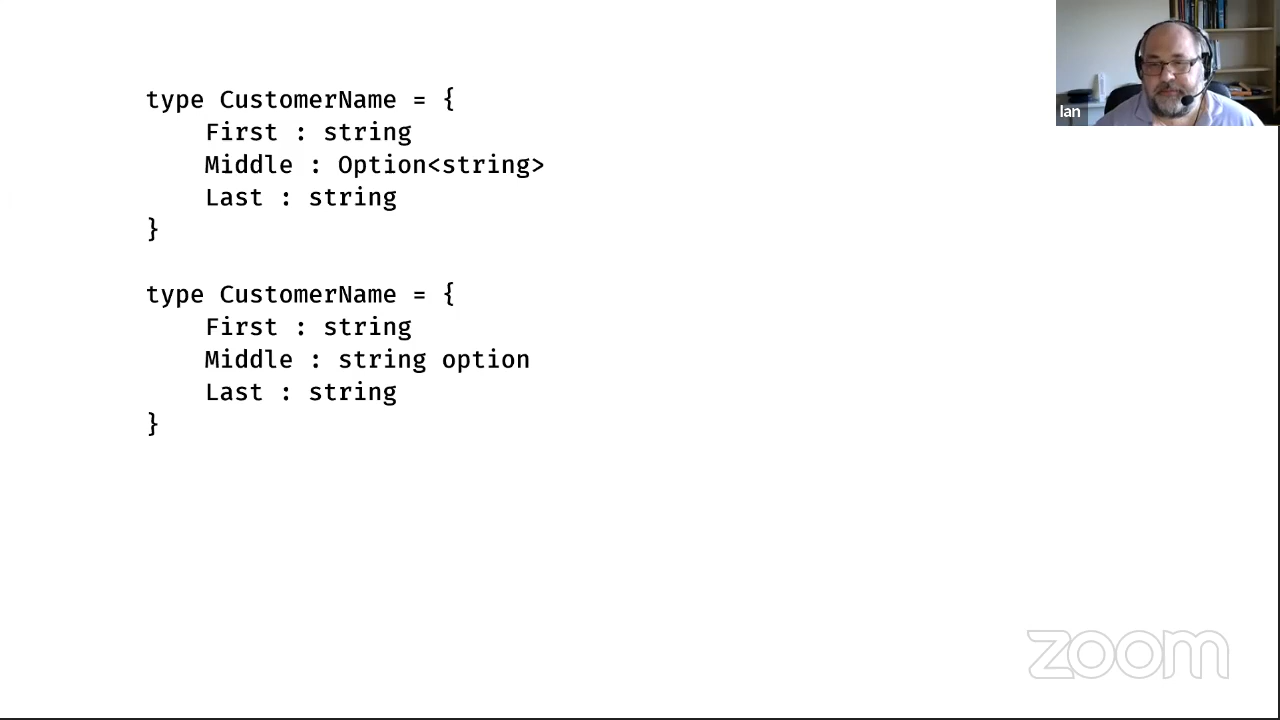 type CustomerName = {
    First : string
    Middle : Option<string>
    Last : string
}
type CustomerName = {
    First : string
    Middle : string option
    Last : string
}
Ian
zoom